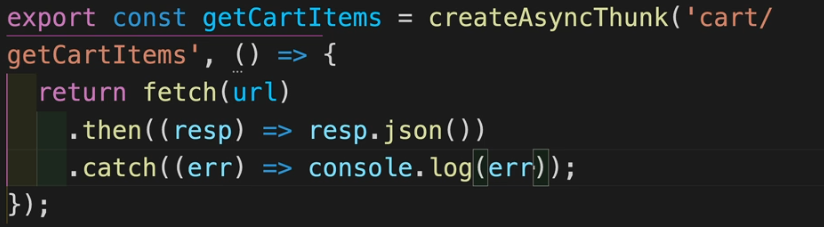 export const getCartItems = createAsyncThunk('cart/
getCartItems', () => {
  return fetch(url)
    .then((resp) => resp.json())
    .catch((err) => console.log(err));
});